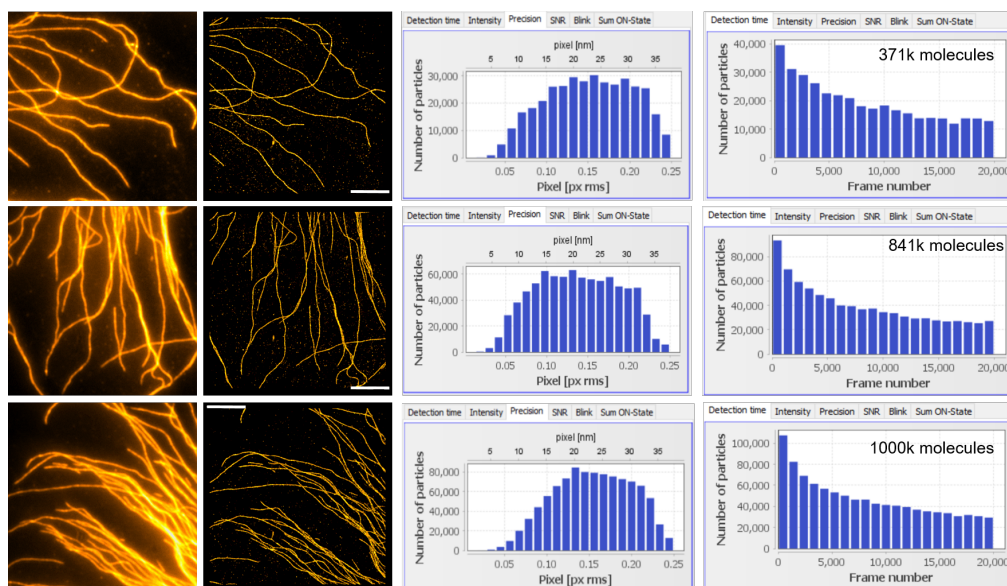 Detection time Intensity Precision SNR Blink Sum ON-State
pixel [nm]
5 10 15 20 25 30 35
Number of particles
30,000
20,000
10,000
0
0.05 0.10 0.15 0.20 0.25
Pixel [px rms]
Detection time Intensity Precision SNR Blink Sum ON-State
371k molecules
Number of particles
40,000
30,000
20,000
10,000
0
0 5,000 10,000 15,000 20,000
Frame number
Detection time Intensity Precision SNR Blink Sum ON-State
pixel [nm]
5 10 15 20 25 30 35
Number of particles
60,000
40,000
20,000
0
0.05 0.10 0.15 0.20 0.25
Pixel [px rms]
Detection time Intensity Precision SNR Blink Sum ON-State
841k molecules
Number of particles
80,000
60,000
40,000
20,000
0
0 5,000 10,000 15,000 20,000
Frame number
Detection time Intensity Precision SNR Blink Sum ON-State
pixel [nm]
5 10 15 20 25 30 35
Number of particles
80,000
60,000
40,000
20,000
0
0.05 0.10 0.15 0.20 0.25
Pixel [px rms]
Detection time Intensity Precision SNR Blink Sum ON-State
1000k molecules
Number of particles
100,000
80,000
60,000
40,000
20,000
0
0 5,000 10,000 15,000 20,000
Frame number